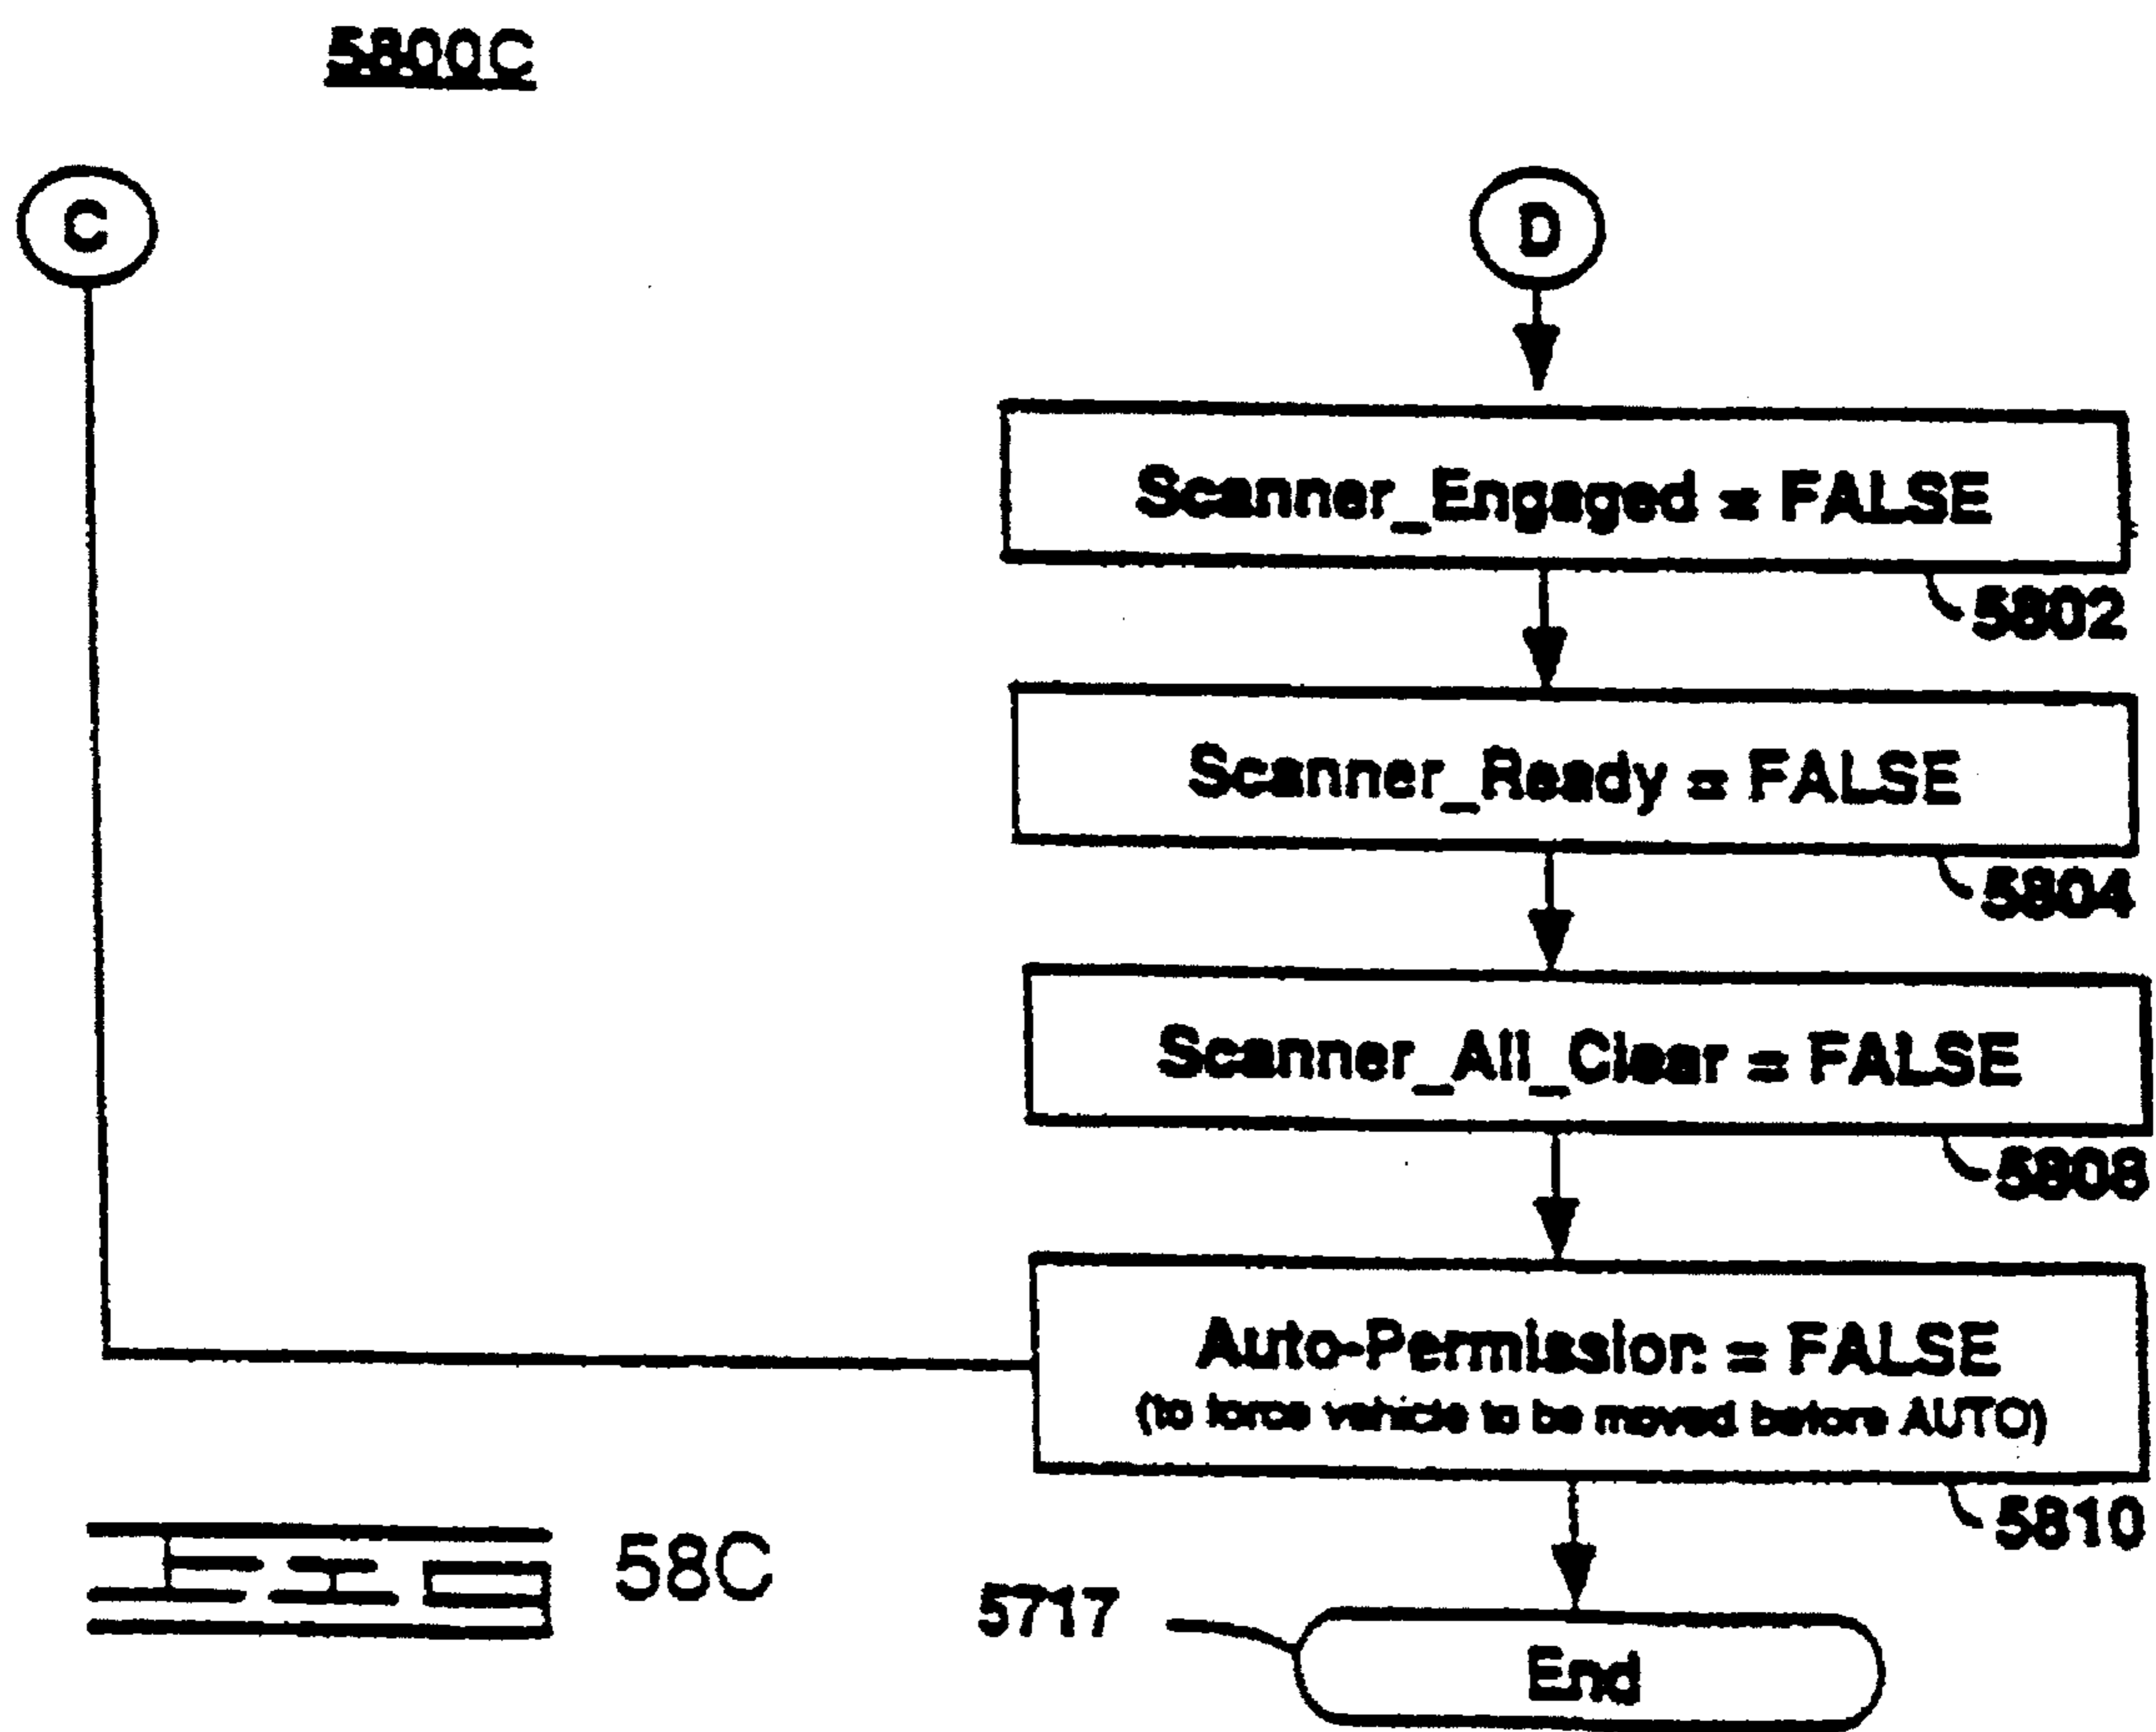 5800C
C
D
Scanner_Engaged = FALSE
5802
Scanner_Ready = FALSE
5804
Scanner_All_Clear = FALSE
5808
Auto-Permission = FALSE
(to force vehicle to be moved before AUTO)
5810
FIG 58C
5717
End